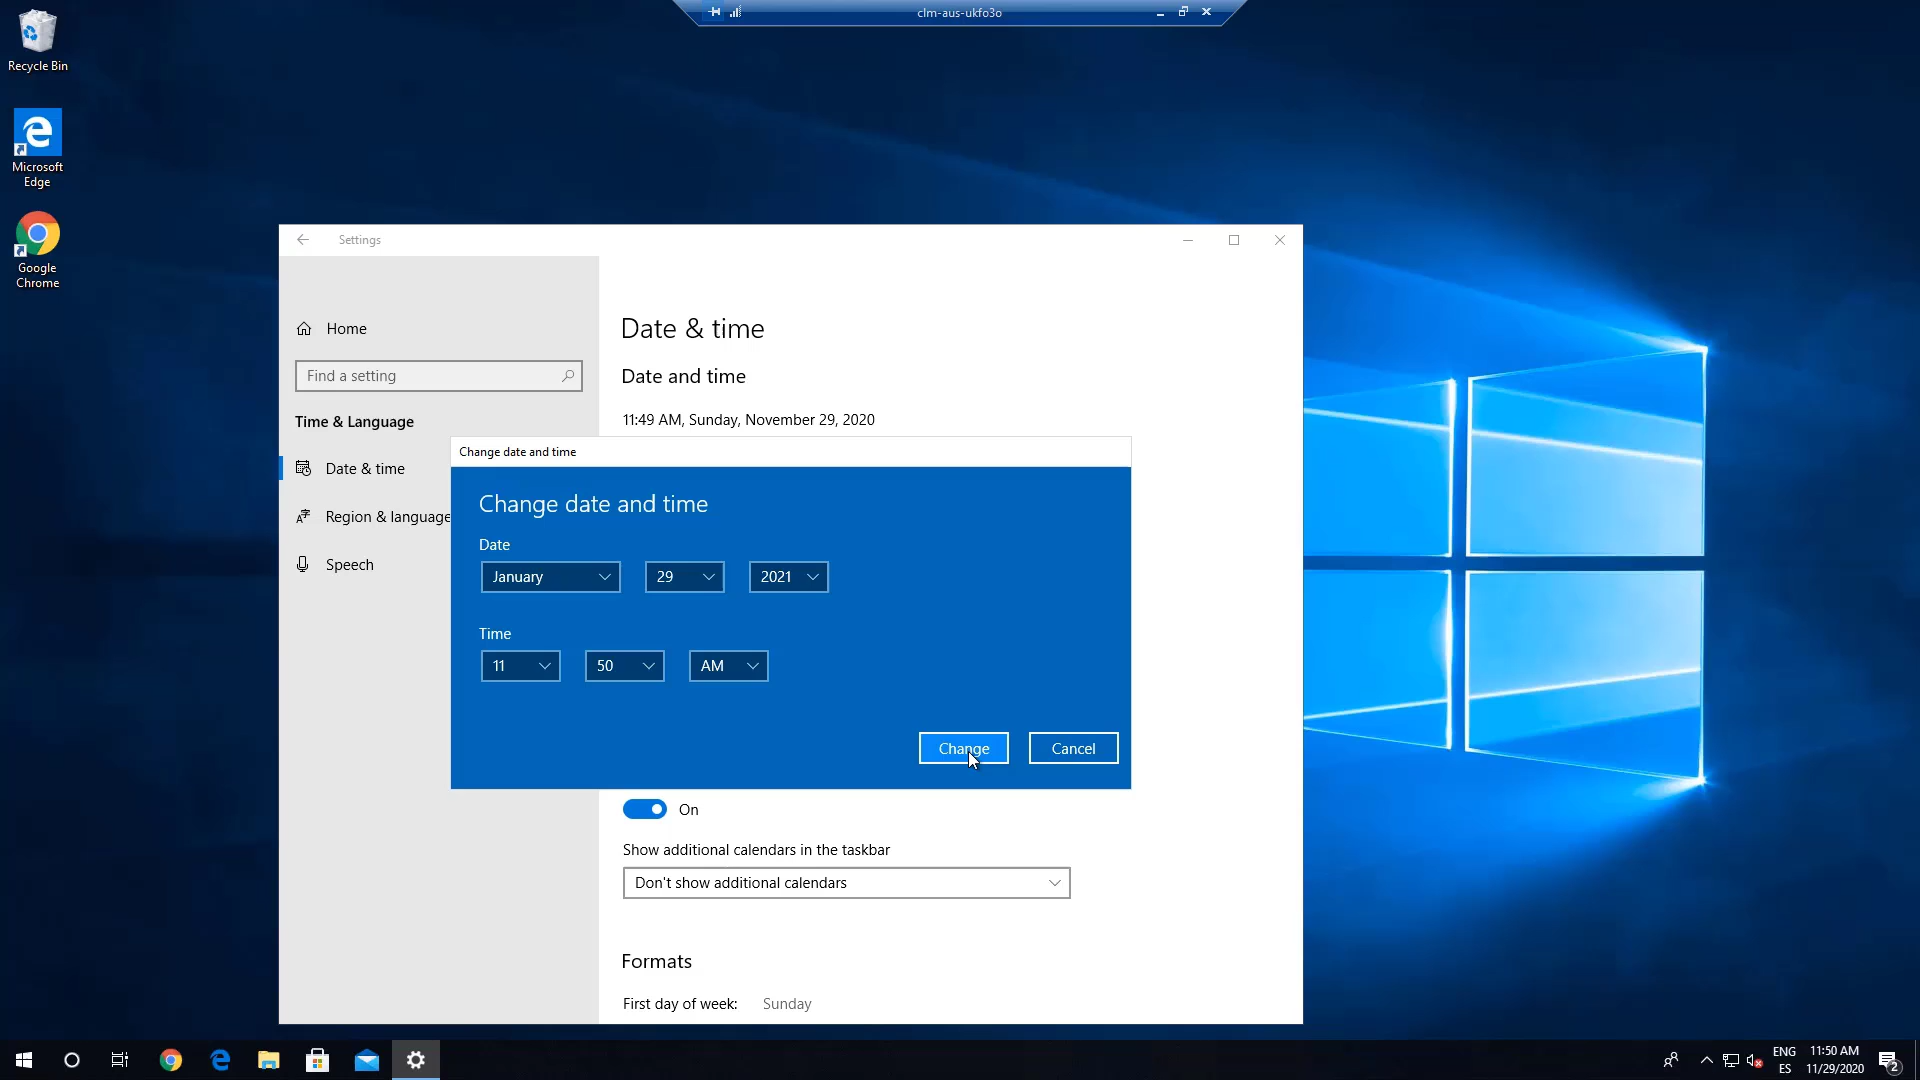 clm-aus-ukfo3o
Recycle Bin
Microsoft
Edge
Google
Chrome
Settings
Home
Find a setting
Time & Language
Date & time
Region & language
Speech
Date & time
Date and time
11:49 AM, Sunday, November 29, 2020
Change date and time
Change date and time
Date
January
29
2021
Time
11
50
AM
Change
Cancel
On
Show additional calendars in the taskbar
Don't show additional calendars
Formats
First day of week:
Sunday
ENG
ES
11:50 AM
11/29/2020
2